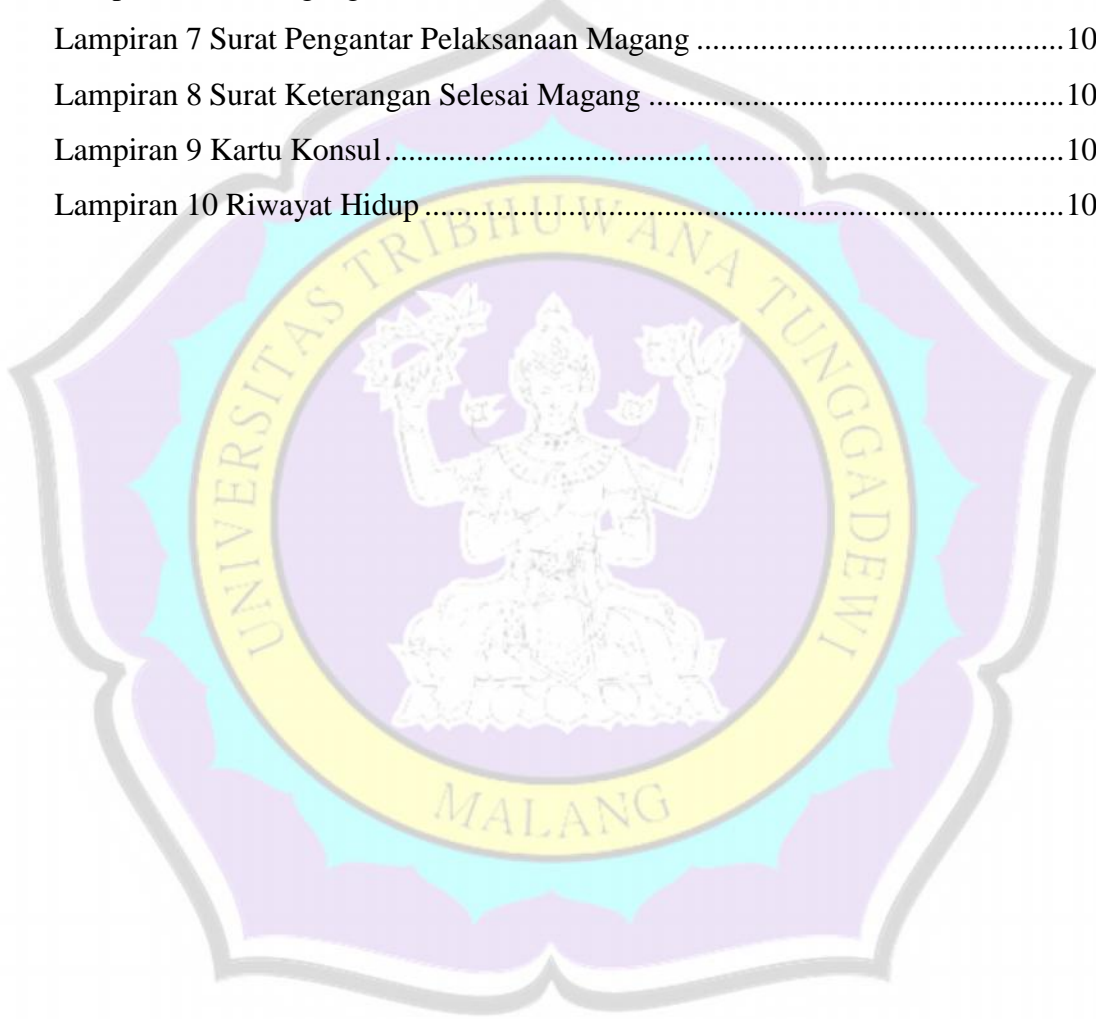 Lampiran 7 Surat Pengantar Pelaksanaan Magang ............................................. 10
Lampiran 8 Surat Keterangan Selesai Magang ................................................... 10
Lampiran 9 Kartu Konsul .................................................................................... 10
Lampiran 10 Riwayat Hidup ............................................................................... 10
UNIVERSITAS TRIBHUWANA TUNGGADEWI
MALANG